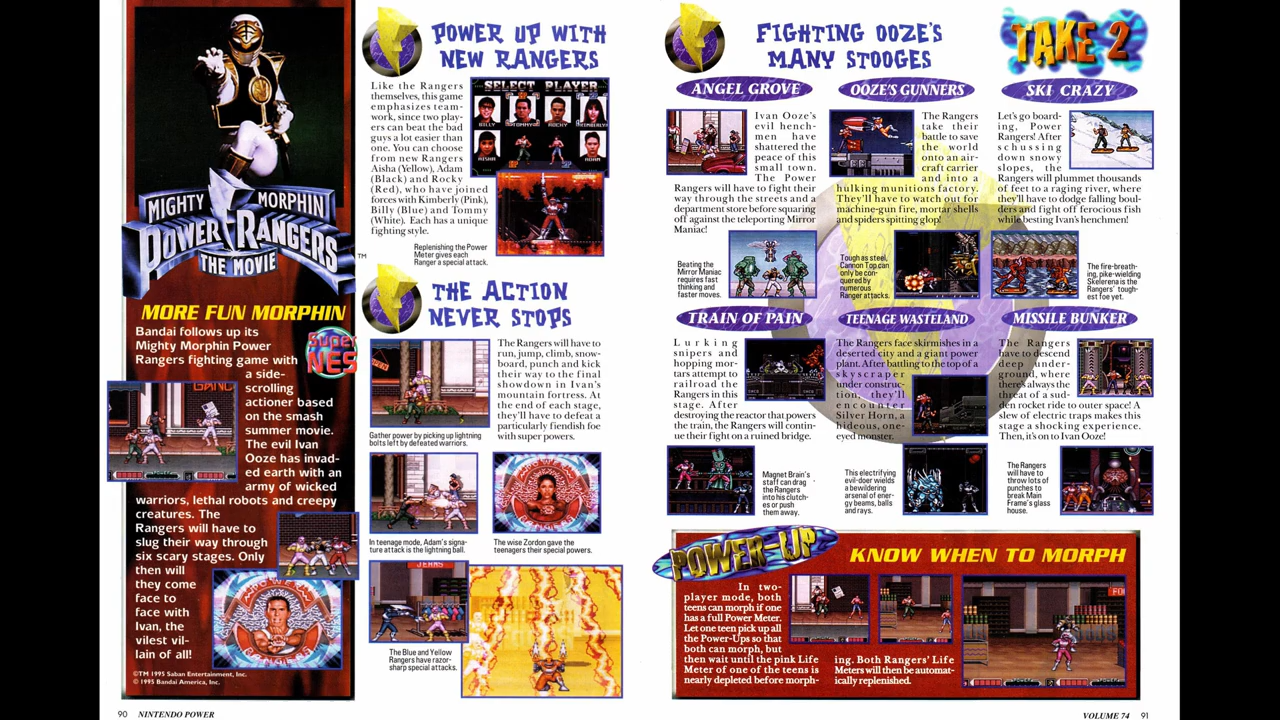 MIGHTY MORPHIN
POWER RANGERS
THE MOVIE
TM
MORE FUN MORPHIN
Super
NES
Bandai follows up its
Mighty Morphin Power
Rangers fighting game with
a side-
scrolling
actioner based
on the smash
summer movie.
The evil Ivan
Ooze has invad-
ed earth with an
army of wicked
warriors, lethal robots and creepy
creatures. The
Rangers will have to
slug their way through
six scary stages. Only
then will
they come
face to
face with
Ivan, the
vilest vil-
lain of all!
©TM 1995 Saban Entertainment, Inc.
© 1995 Bandai America, Inc.
90 NINTENDO POWER
POWER UP WITH
NEW RANGERS
Like the Rangers
themselves, this game
emphasizes team-
work, since two play-
ers can beat the bad
guys a lot easier than
one. You can choose
from new Rangers
Aisha (Yellow), Adam
(Black) and Rocky
(Red), who have joined
forces with Kimberly (Pink),
Billy (Blue) and Tommy
(White). Each has a unique
fighting style.
SELECT PLAYER
BILLY TOMMY ROCKY KIMBERLY
AISHA ADAM
Replenishing the Power
Meter gives each
Ranger a special attack.
THE ACTION
NEVER STOPS
The Rangers will have to
run, jump, climb, snow-
board, punch and kick
their way to the final
showdown in Ivan's
mountain fortress. At
the end of each stage,
they'll have to defeat a
particularly fiendish foe
with super powers.
Gather power by picking up lightning
bolts left by defeated warriors.
In teenage mode, Adam's signa-
ture attack is the lightning ball.
The wise Zordon gave the
teenagers their special powers.
JEANS
The Blue and Yellow
Rangers have razor-
sharp special attacks.
FIGHTING OOZE'S
MANY STOOGES
TAKE 2
ANGEL GROVE
Ivan Ooze's
evil hench-
men have
shattered the
peace of this
small town.
The Power
Rangers will have to fight their
way through the streets and a
department store before squaring
off against the teleporting Mirror
Maniac!
Beating the
Mirror Maniac
requires fast
thinking and
faster moves.
OOZE'S GUNNERS
The Rangers
take their
battle to save
the world
onto an air-
craft carrier
and into a
hulking munitions factory.
They'll have to watch out for
machine-gun fire, mortar shells
and spiders spitting glop!
Tough as steel,
Cannon Top can
only be con-
quered by
numerous
Ranger attacks.
SKI CRAZY
Let's go board-
ing, Power
Rangers! After
schussing
down snowy
slopes, the
Rangers will plummet thousands
of feet to a raging river, where
they'll have to dodge falling boul-
ders and fight off ferocious fish
while besting Ivan's henchmen!
The fire-breath-
ing, pike-wielding
Skelerena is the
Rangers' tough-
est foe yet.
TRAIN OF PAIN
Lurking
snipers and
hopping mor-
tars attempt to
railroad the
Rangers in this
stage. After
destroying the reactor that powers
the train, the Rangers will contin-
ue their fight on a ruined bridge.
Magnet Brain's
staff can drag
the Rangers
into his clutch-
es or push
them away.
TEENAGE WASTELAND
The Rangers face skirmishes in a
deserted city and a giant power
plant. After battling to the top of a
skyscraper
under construc-
tion, they'll
encounter
Silver Horn, a
hideous, one-
eyed monster.
This electrifying
evil-doer wields
a bewildering
arsenal of ener-
gy beams, balls
and rays.
MISSILE BUNKER
The Rangers
have to descend
deep under-
ground, where
there's always the
threat of a sud-
den rocket ride to outer space! A
slew of electric traps makes this
stage a shocking experience.
Then, it's on to Ivan Ooze!
The Rangers
will have to
throw lots of
punches to
break Main
Frame's glass
house.
POWER-UP
KNOW WHEN TO MORPH
In two-
player mode, both
teens can morph if one
has a full Power Meter.
Let one teen pick up all
the Power-Ups so that
both can morph, but
then wait until the pink Life
Meter of one of the teens is
nearly depleted before morph-
ing. Both Rangers' Life
Meters will then be automat-
ically replenished.
VOLUME 74 91